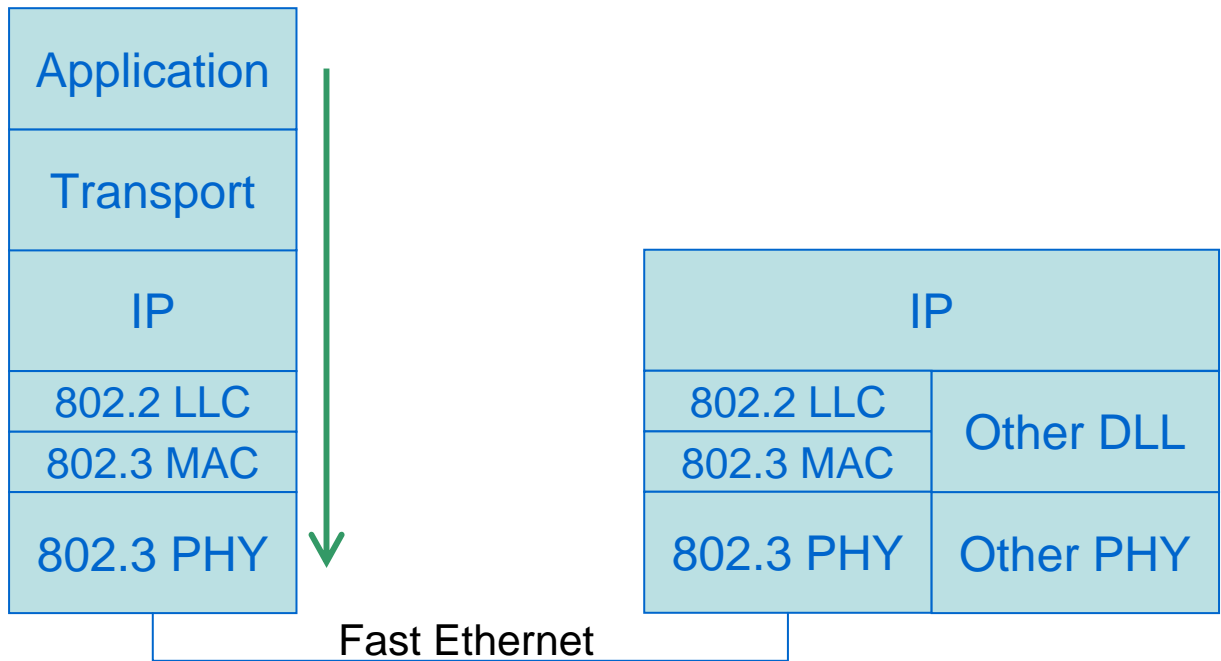 Application
Transport
IP
802.2 LLC
802.3 MAC
802.3 PHY
IP
802.2 LLC
802.3 MAC
Other DLL
802.3 PHY
Other PHY
Fast Ethernet